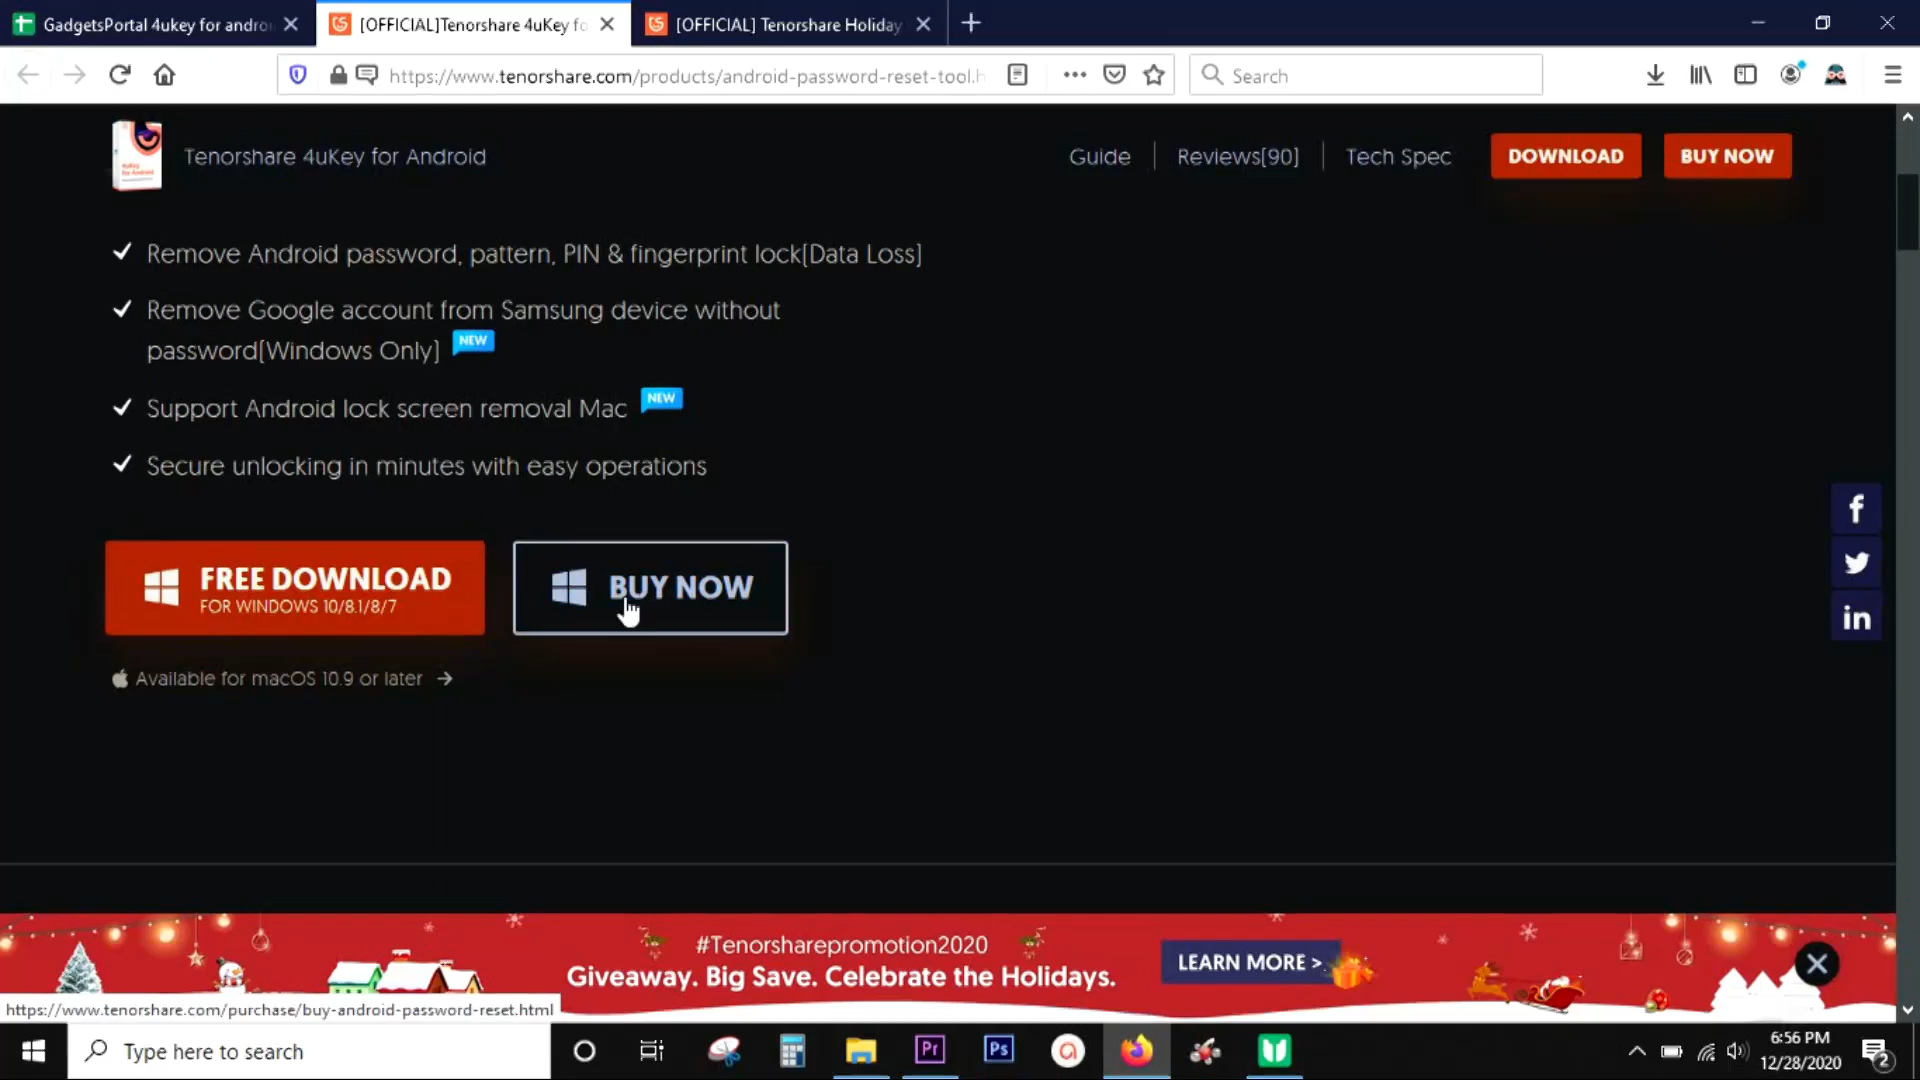 GadgetsPortal 4ukey for andro
[OFFICIAL]Tenorshare 4uKey fo
[OFFICIAL] Tenorshare Holiday
https://www.tenorshare.com/products/android-password-reset-tool.h
Search
Tenorshare 4uKey for Android
Guide
Reviews[90]
Tech Spec
DOWNLOAD
BUY NOW
Remove Android password, pattern, PIN & fingerprint lock[Data Loss]
Remove Google account from Samsung device without
password[Windows Only] NEW
Support Android lock screen removal Mac NEW
Secure unlocking in minutes with easy operations
FREE DOWNLOAD
FOR WINDOWS 10/8.1/8/7
BUY NOW
Available for macOS 10.9 or later
#Tenorsharepromotion2020
Giveaway. Big Save. Celebrate the Holidays.
LEARN MORE >
https://www.tenorshare.com/purchase/buy-android-password-reset.html
Type here to search
Pr
Ps
6:56 PM
12/28/2020
2